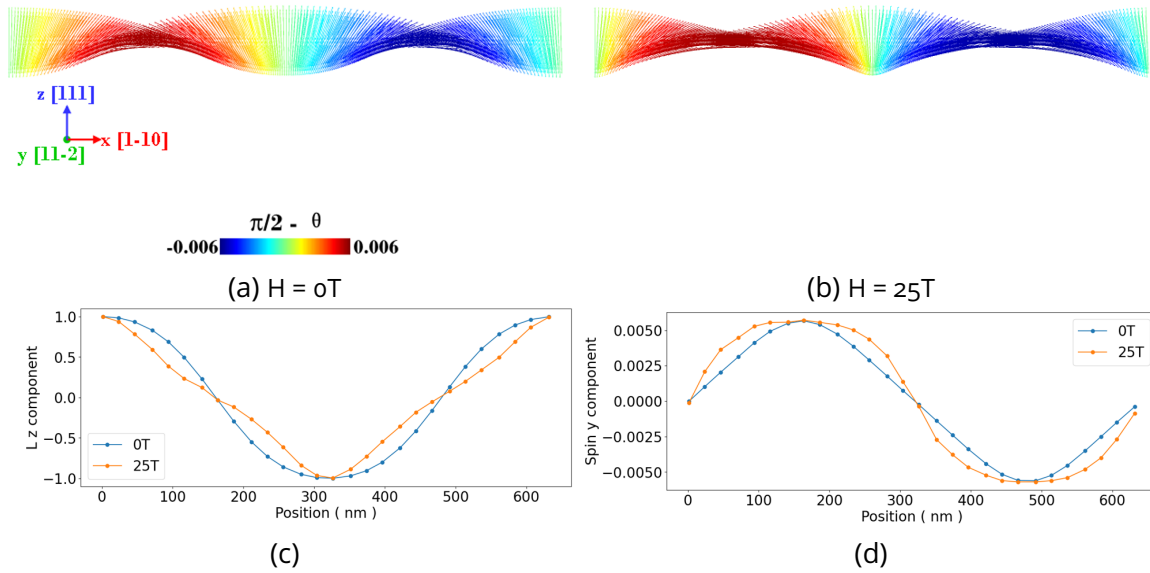 z [111]
x [1-10]
y [11-2]
π/2 - θ
-0.006 0.006
(a) H = 0T
(b) H = 25T
L z component
1.0
0.5
0.0
−0.5
−1.0
0T
25T
0 100 200 300 400 500 600
Position ( nm )
(c)
Spin y component
0.0050
0.0025
0.0000
−0.0025
−0.0050
0T
25T
0 100 200 300 400 500 600
Position ( nm )
(d)